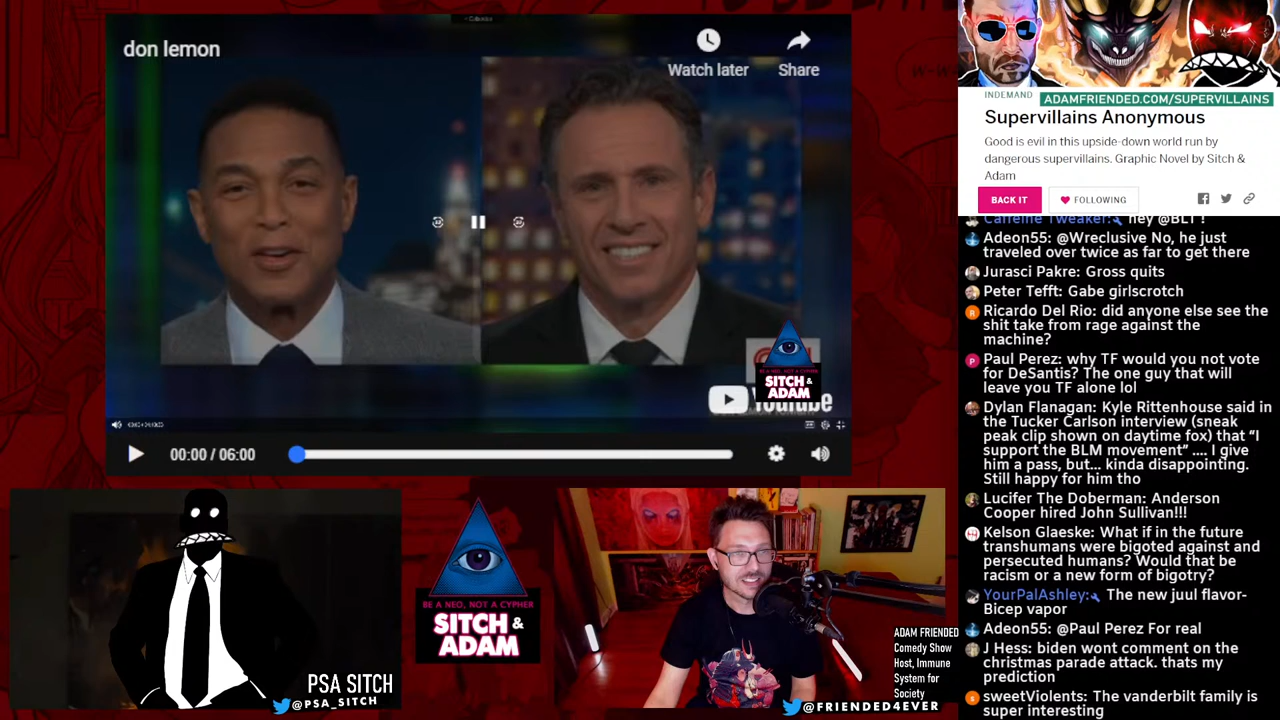 don lemon
Watch later
Share
YouTube
BE A NEO, NOT A CYPHER
SITCH &
ADAM
00:00 / 06:00
PSA SITCH
@PSA_SITCH
BE A NEO, NOT A CYPHER
SITCH &
ADAM
ADAM FRIENDED
Comedy Show
Host, Immune
System for
Society
@FRIENDED4EVER
INDEMAND
ADAMFRIENDED.COM/SUPERVILLAINS
Supervillains Anonymous
Good is evil in this upside-down world run by
dangerous supervillains. Graphic Novel by Sitch &
Adam
BACK IT
FOLLOWING
Caffeine Tweaker: hey @BLT !
Adeon55: @Wreclusive No, he just
traveled over twice as far to get there
Jurasci Pakre: Gross quits
Peter Tefft: Gabe girlscrotch
Ricardo Del Rio: did anyone else see the
shit take from rage against the
machine?
Paul Perez: why TF would you not vote
for DeSantis? The one guy that will
leave you TF alone lol
Dylan Flanagan: Kyle Rittenhouse said in
the Tucker Carlson interview (sneak
peak clip shown on daytime fox) that “I
support the BLM movement” .... I give
him a pass, but... kinda disappointing.
Still happy for him tho
Lucifer The Doberman: Anderson
Cooper hired John Sullivan!!!
Kelson Glaeske: What if in the future
transhumans were bigoted against and
persecuted humans? Would that be
racism or a new form of bigotry?
YourPalAshley: The new juul flavor-
Bicep vapor
Adeon55: @Paul Perez For real
J Hess: biden wont comment on the
christmas parade attack. thats my
prediction
sweetViolents: The vanderbilt family is
super interesting